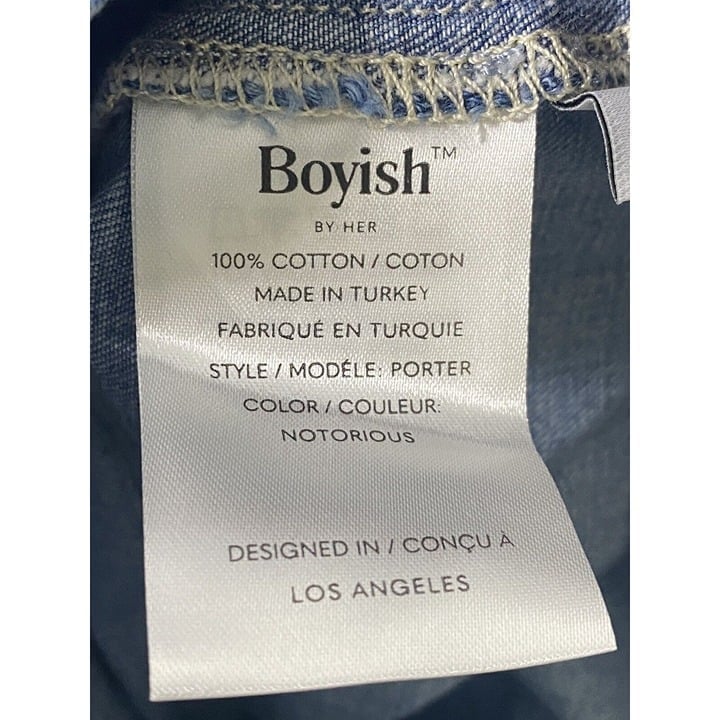 Boyish™
BY HER
100% COTTON / COTON
MADE IN TURKEY
FABRIQUÉ EN TURQUIE
STYLE / MODÉLE: PORTER
COLOR / COULEUR:
NOTORIOUS
DESIGNED IN / CONÇU À
LOS ANGELES